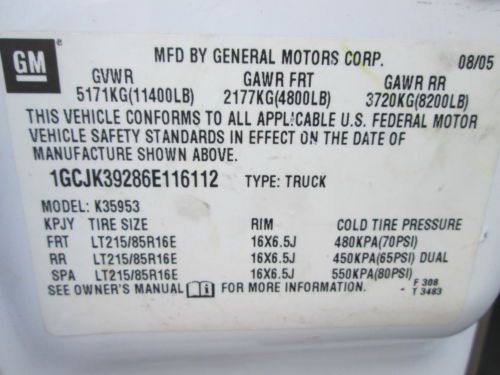 GM ®
MFD BY GENERAL MOTORS CORP. 08/05
GVWR GAWR FRT GAWR RR
5171KG(11400LB) 2177KG(4800LB) 3720KG(8200LB)
THIS VEHICLE CONFORMS TO ALL APPLICABLE U.S. FEDERAL MOTOR
VEHICLE SAFETY STANDARDS IN EFFECT ON THE DATE OF
MANUFACTURE SHOWN ABOVE.
1GCJK39286E116112 TYPE: TRUCK
MODEL: K35953
KPJY TIRE SIZE RIM COLD TIRE PRESSURE
FRT LT215/85R16E 16X6.5J 480KPA(70PSI)
RR LT215/85R16E 16X6.5J 450KPA(65PSI) DUAL
SPA LT215/85R16E 16X6.5J 550KPA(80PSI)
SEE OWNER'S MANUAL FOR MORE INFORMATION. F 308
T 3483